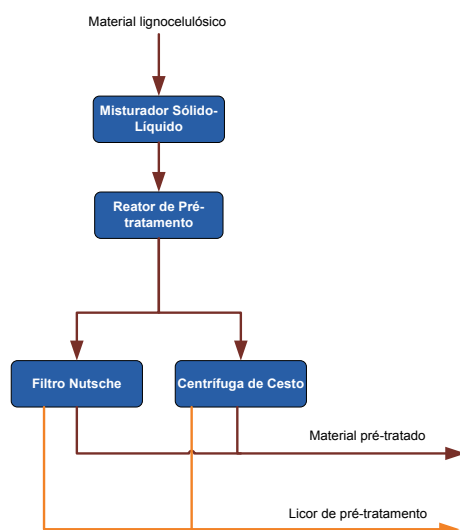 Material lignocelulósico
Misturador Sólido-
Líquido
Reator de Pré-
tratamento
Filtro Nutsche
Centrífuga de Cesto
Material pré-tratado
Licor de pré-tratamento